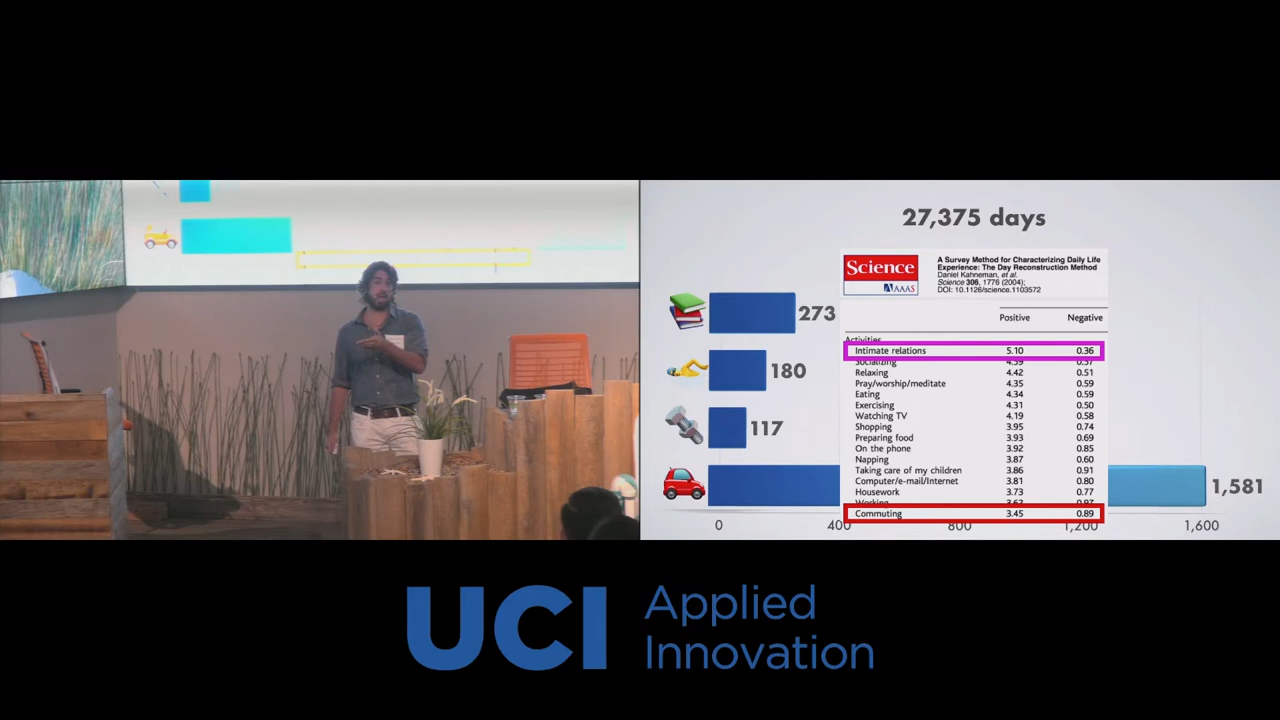 27,375 days
Science
AAAS
A Survey Method for Characterizing Daily Life
Experience: The Day Reconstruction Method
Daniel Kahneman, et al.
Science 306, 1776 (2004);
DOI: 10.1126/science.1103572
Positive Negative
Activities
Intimate relations 5.10 0.36
Socializing 4.59 0.57
Relaxing 4.42 0.51
Pray/worship/meditate 4.35 0.59
Eating 4.34 0.59
Exercising 4.31 0.50
Watching TV 4.19 0.58
Shopping 3.95 0.74
Preparing food 3.93 0.69
On the phone 3.92 0.85
Napping 3.87 0.60
Taking care of my children 3.86 0.91
Computer/e-mail/Internet 3.81 0.80
Housework 3.73 0.77
Working 3.62 0.97
Commuting 3.45 0.89
273
180
117
1,581
0 400 800 1,200 1,600
UCI Applied
Innovation